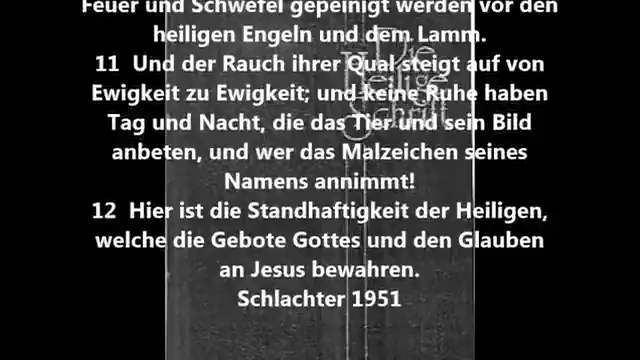 Feuer und Schwefel gepeinigt werden vor den
heiligen Engeln und dem Lamm.
11 Und der Rauch ihrer Qual steigt auf von
Ewigkeit zu Ewigkeit; und keine Ruhe haben
Tag und Nacht, die das Tier und sein Bild
anbeten, und wer das Malzeichen seines
Namens annimmt!
12 Hier ist die Standhaftigkeit der Heiligen,
welche die Gebote Gottes und den Glauben
an Jesus bewahren.
Schlachter 1951
Die
Heilige
Schrift